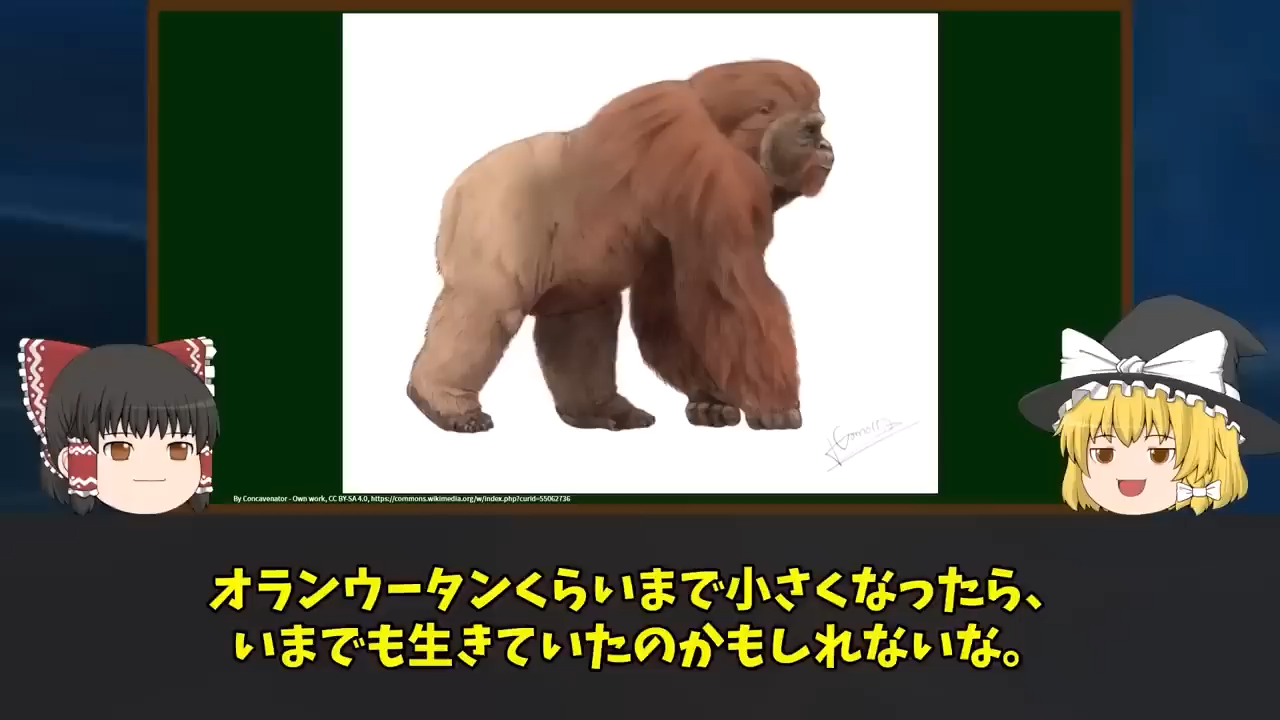 By Concavenator - Own work, CC BY-SA 4.0, https://commons.wikimedia.org/w/index.php?curid=55062736
オランウータンくらいまで小さくなったら、
いまでも生きていたのかもしれないな。